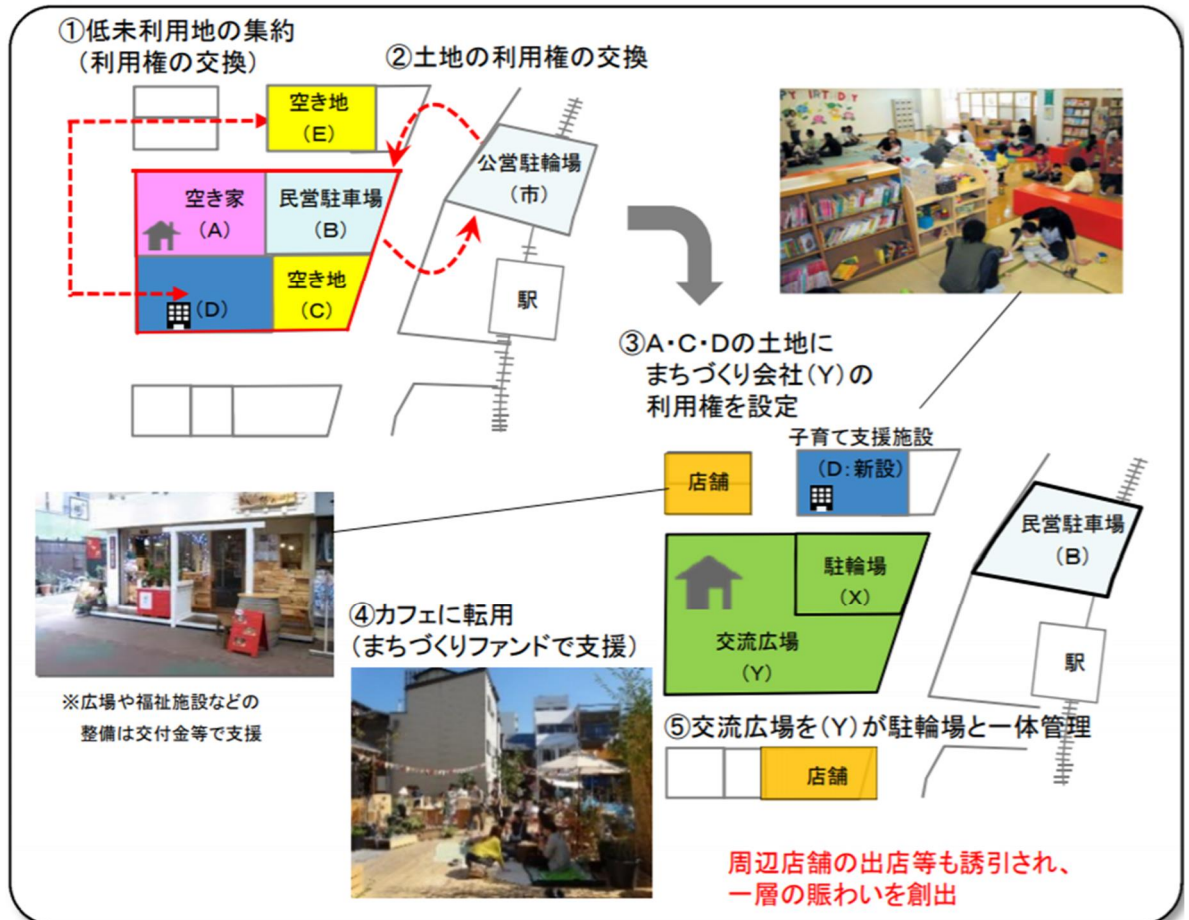 ①低未利用地の集約
(利用権の交換)
②土地の利用権の交換
空き地
(E)
空き家
(A)
民営駐車場
(B)
(D)
空き地
(C)
公営駐輪場
(市)
駅
③A・C・Dの土地に
まちづくり会社(Y)の
利用権を設定
子育て支援施設
(D:新設)
店舗
民営駐車場
(B)
駐輪場
(X)
交流広場
(Y)
駅
④カフェに転用
(まちづくりファンドで支援)
※広場や福祉施設などの
整備は交付金等で支援
⑤交流広場を(Y)が駐輪場と一体管理
店舗
周辺店舗の出店等も誘引され、
一層の賑わいを創出